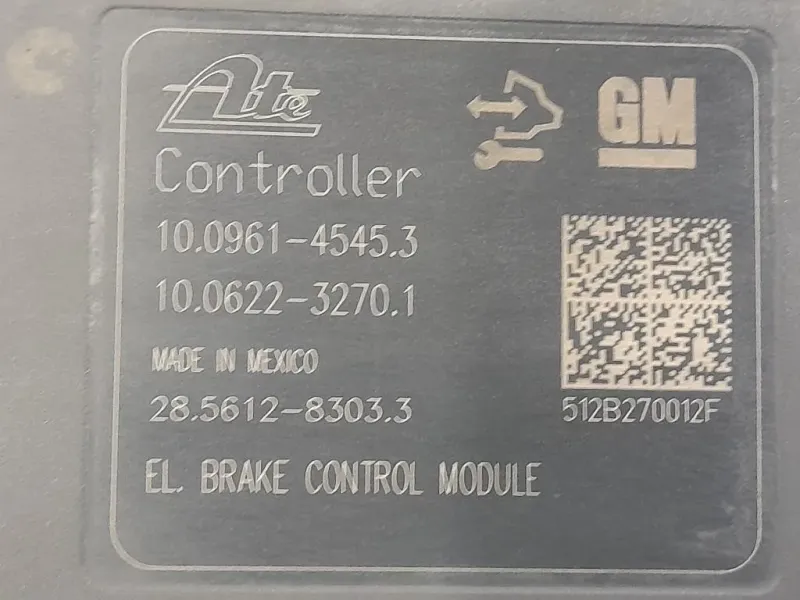 Ate
GM
Controller
10.0961-4545.3
10.0622-3270.1
MADE IN MEXICO
28.5612-8303.3
512B270012F
EL. BRAKE CONTROL MODULE